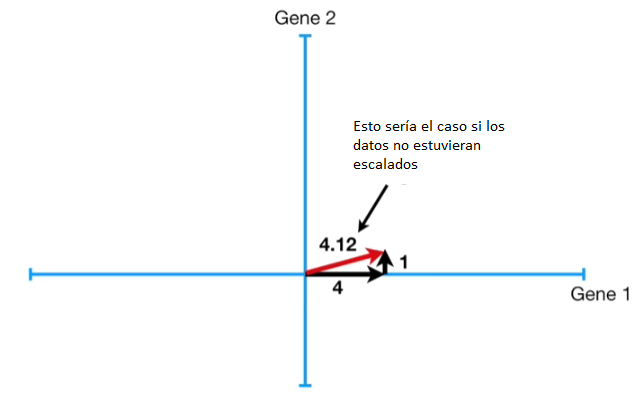 Gene 2
Esto sería el caso si los
datos no estuvieran
escalados
4.12
1
4
Gene 1